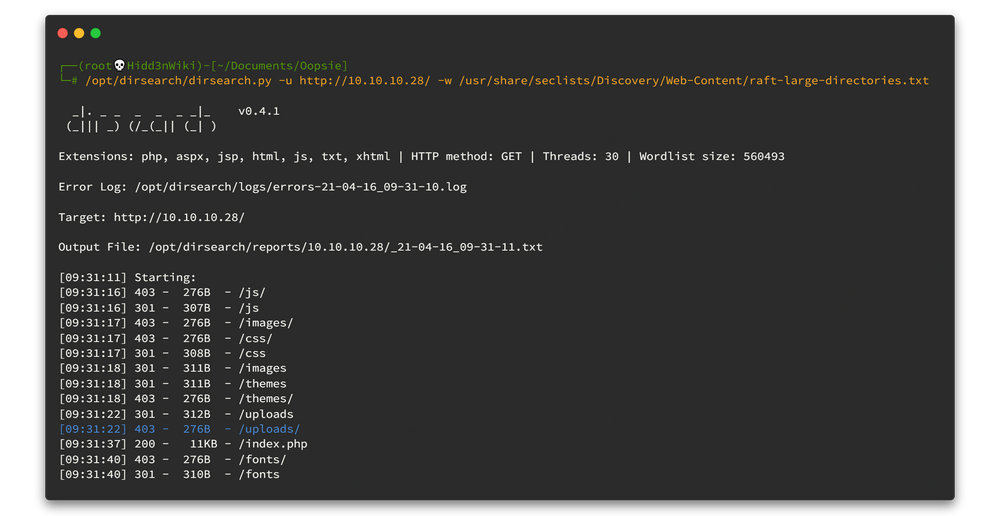 ┌──(root💀Hidd3nWiki)-[~/Documents/Oopsie]
└─# /opt/dirsearch/dirsearch.py -u http://10.10.10.28/ -w /usr/share/seclists/Discovery/Web-Content/raft-large-directories.txt
  _|. _ _  _  _  _ _|_    v0.4.1
 (_||| _) (/_(_|| (_| )
Extensions: php, aspx, jsp, html, js, txt, xhtml | HTTP method: GET | Threads: 30 | Wordlist size: 560493
Error Log: /opt/dirsearch/logs/errors-21-04-16_09-31-10.log
Target: http://10.10.10.28/
Output File: /opt/dirsearch/reports/10.10.10.28/_21-04-16_09-31-11.txt
[09:31:11] Starting:
[09:31:16] 403 -  276B  - /js/
[09:31:16] 301 -  307B  - /js
[09:31:17] 403 -  276B  - /images/
[09:31:17] 403 -  276B  - /css/
[09:31:17] 301 -  308B  - /css
[09:31:18] 301 -  311B  - /images
[09:31:18] 301 -  311B  - /themes
[09:31:18] 403 -  276B  - /themes/
[09:31:22] 301 -  312B  - /uploads
[09:31:22] 403 -  276B  - /uploads/
[09:31:37] 200 -   11KB - /index.php
[09:31:40] 403 -  276B  - /fonts/
[09:31:40] 301 -  310B  - /fonts